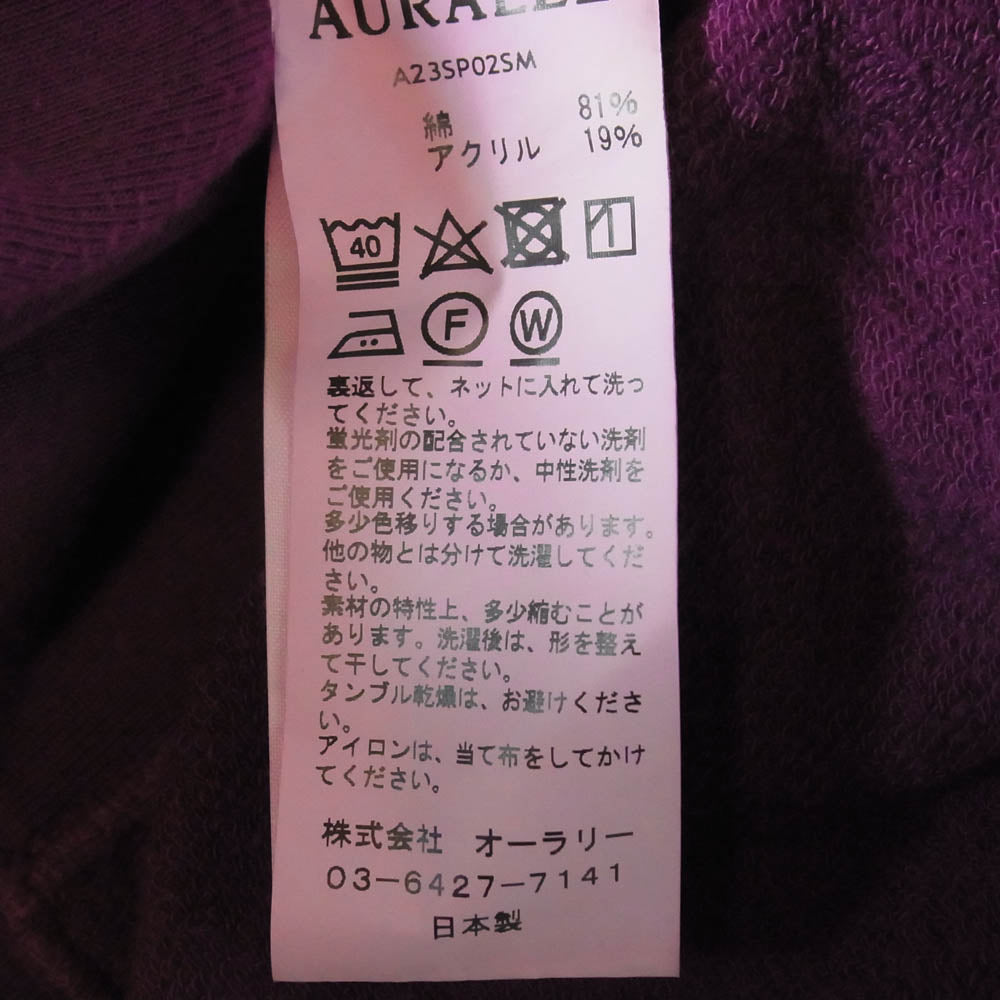 AURALEE
A23SP02SM
綿 81%
アクリル 19%
40
F W
裏返して、ネットに入れて洗っ
てください。
蛍光剤の配合されていない洗剤
をご使用になるか、中性洗剤を
ご使用ください。
多少色移りする場合があります。
他の物とは分けて洗濯してくだ
さい。
素材の特性上、多少縮むことが
あります。洗濯後は、形を整え
て干してください。
タンブル乾燥は、お避けくださ
い。
アイロンは、当て布をしてかけ
てください。
株式会社 オーラリー
03-6427-7141
日本製